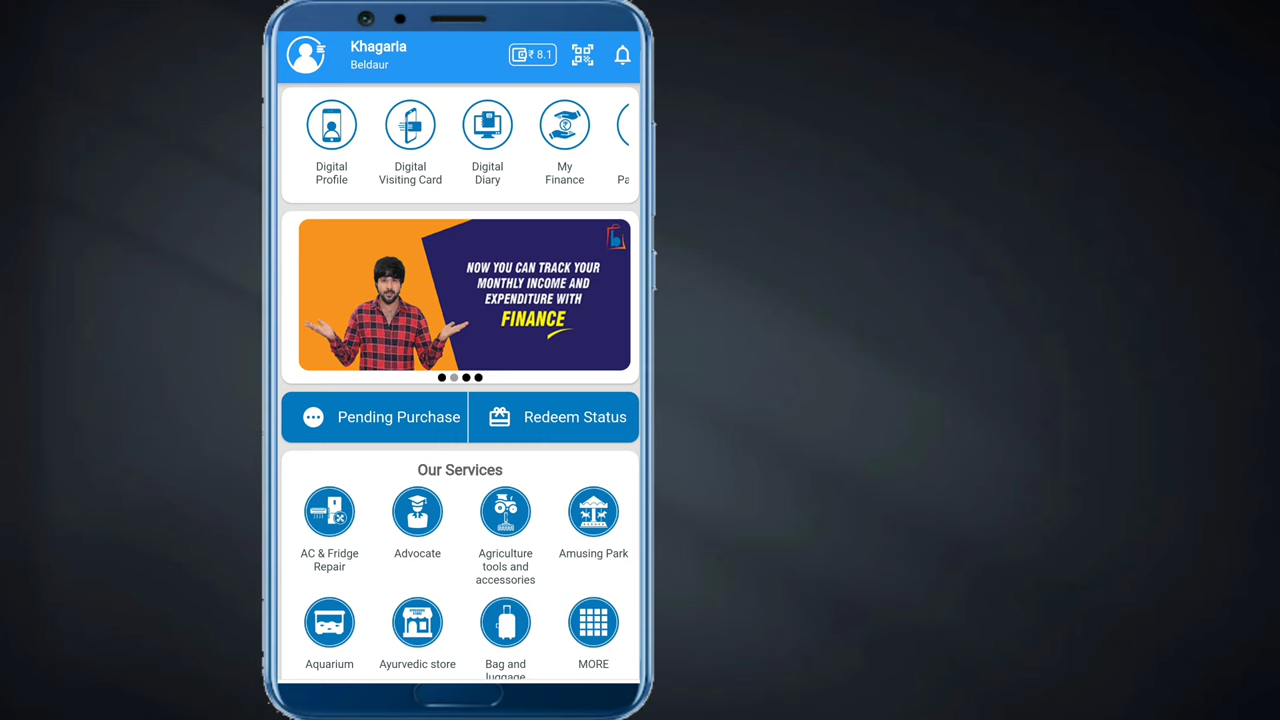 Khagaria
Beldaur
₹ 8.1
Digital
Profile
Digital
Visiting Card
Digital
Diary
My
Finance
Pa
NOW YOU CAN TRACK YOUR
MONTHLY INCOME AND
EXPENDITURE WITH
FINANCE
Pending Purchase
Redeem Status
Our Services
AC & Fridge
Repair
Advocate
Agriculture
tools and
accessories
Amusing Park
Aquarium
Ayurvedic store
Bag and
luggage
MORE